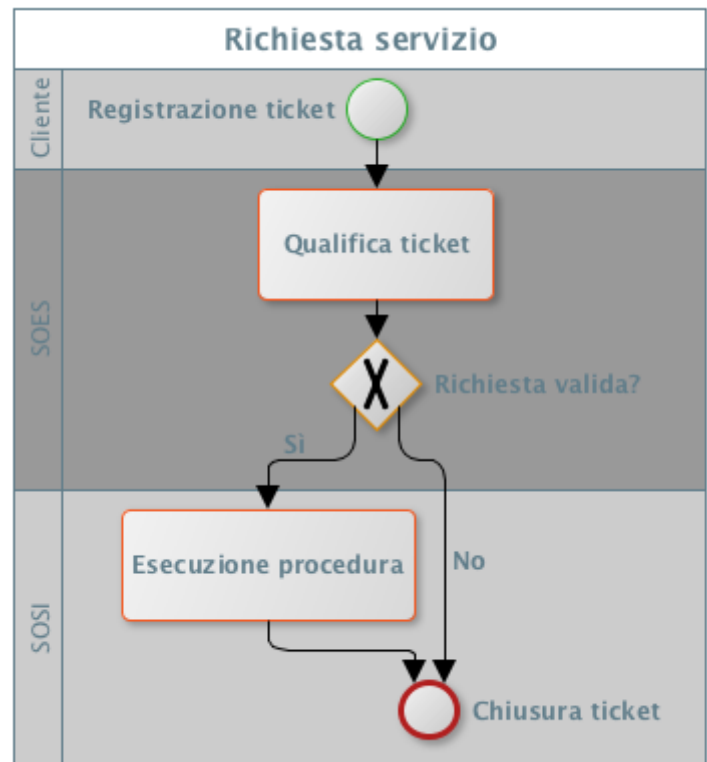 Richiesta servizio
Cliente
Registrazione ticket
SOES
Qualifica ticket
Richiesta valida?
Sì
SOSI
Esecuzione procedura
No
Chiusura ticket